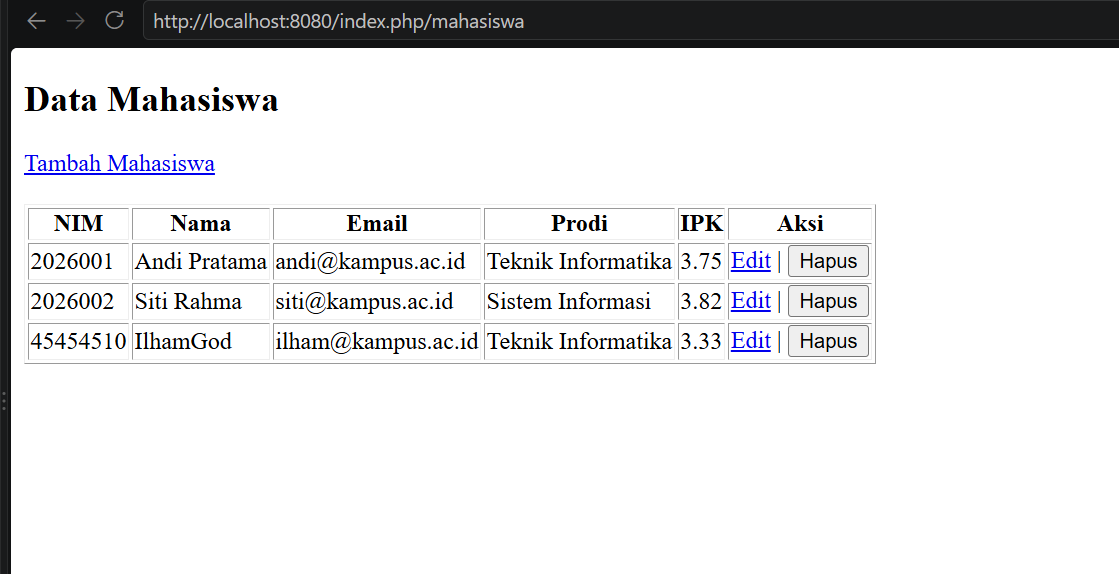 http://localhost:8080/index.php/mahasiswa
Data Mahasiswa
Tambah Mahasiswa
NIM Nama Email Prodi IPK Aksi
2026001 Andi Pratama andi@kampus.ac.id Teknik Informatika 3.75 Edit | Hapus
2026002 Siti Rahma siti@kampus.ac.id Sistem Informasi 3.82 Edit | Hapus
45454510 IlhamGod ilham@kampus.ac.id Teknik Informatika 3.33 Edit | Hapus